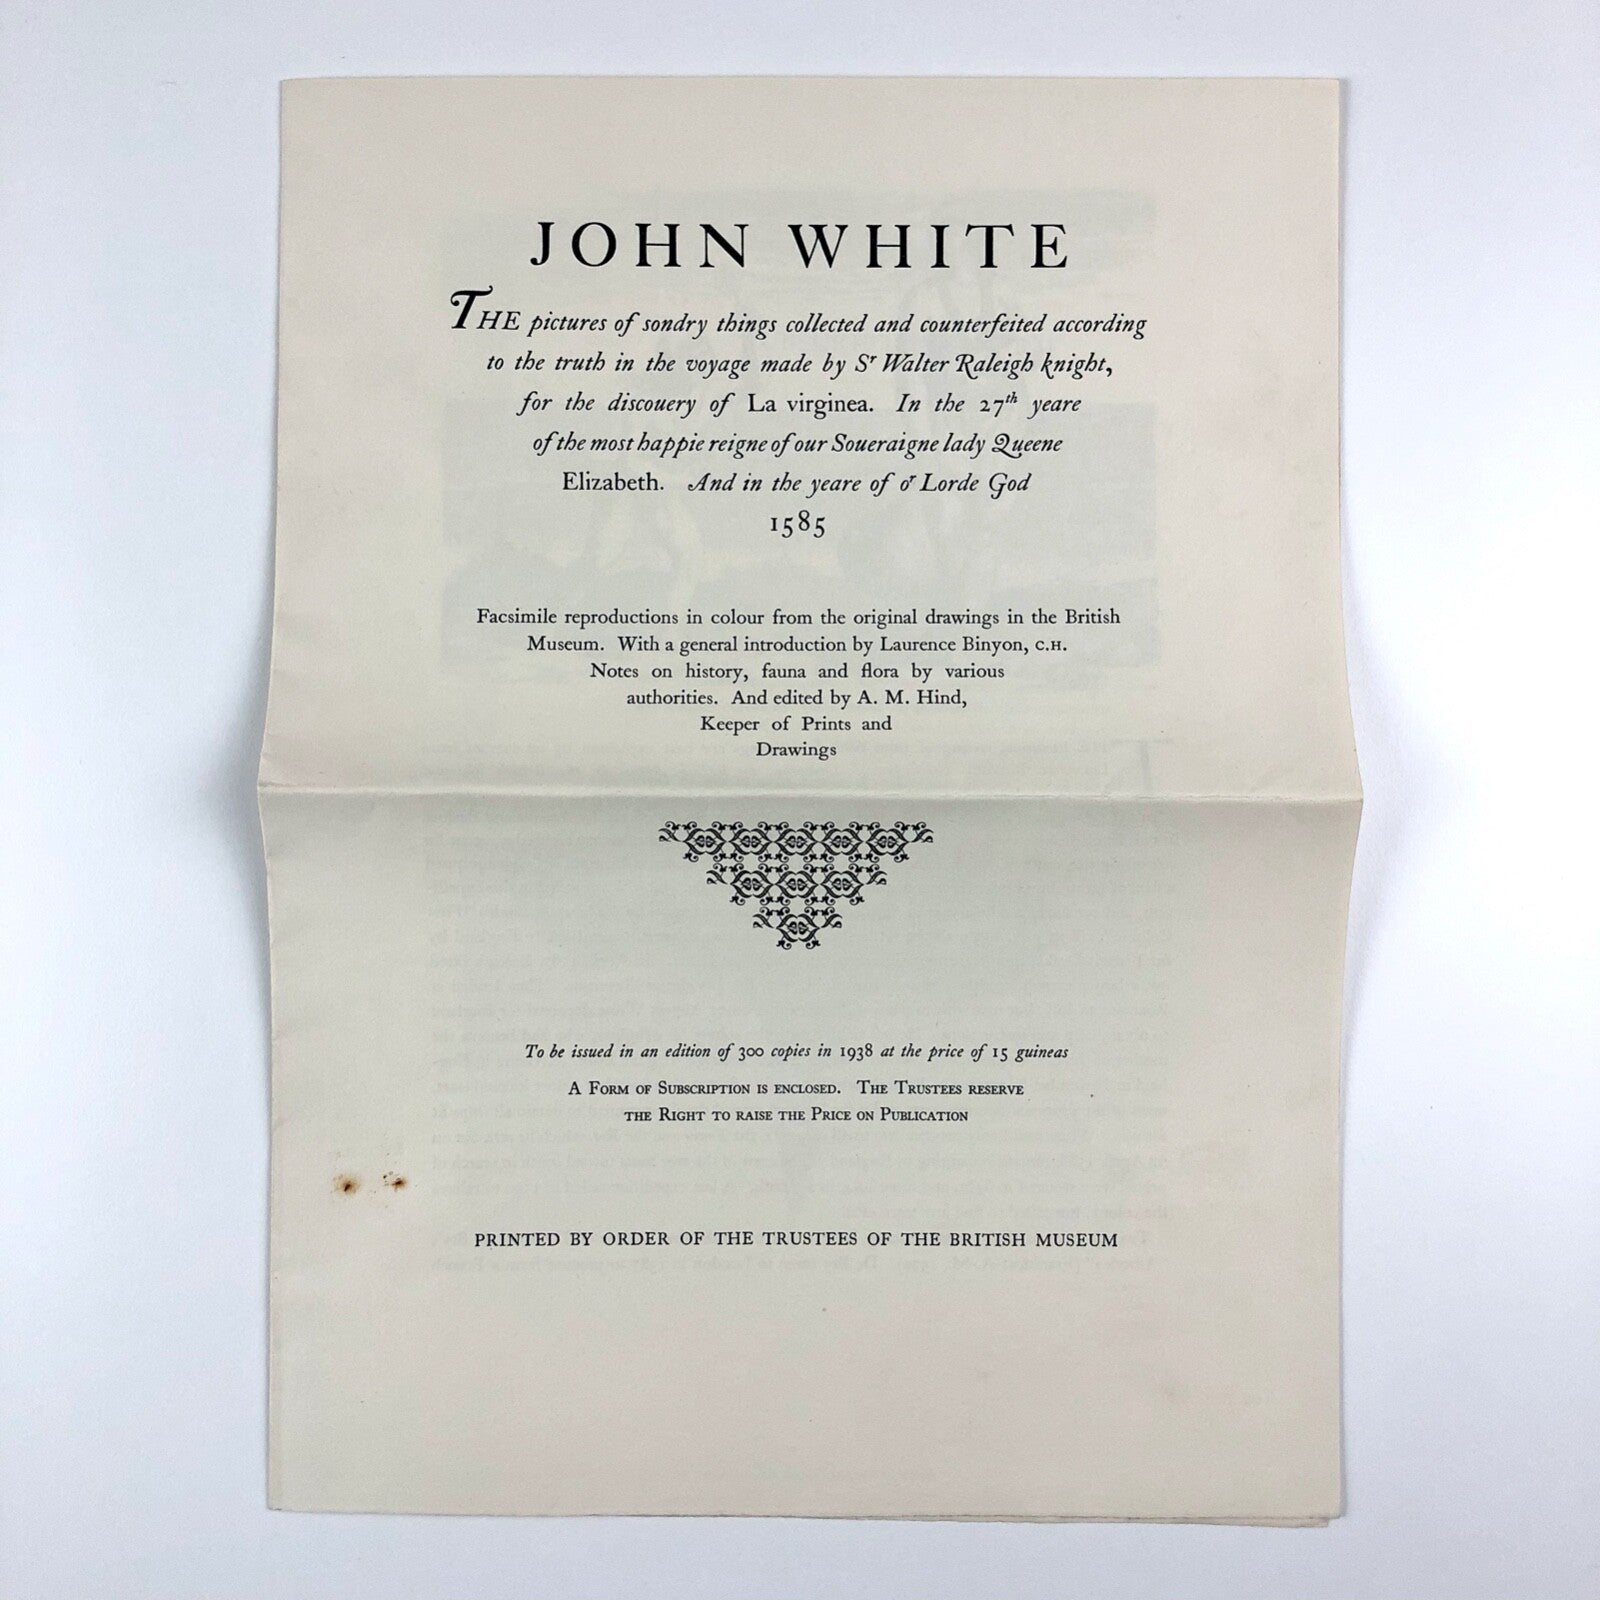 JOHN WHITE
THE pictures of sondry things collected and counterfeited according
to the truth in the voyage made by Sr Walter Raleigh knight,
for the discouery of La virginea. In the 27th yeare
of the most happie reigne of our Soueraigne lady Queene
Elizabeth. And in the yeare of or Lorde God
1585
Facsimile reproductions in colour from the original drawings in the British
Museum. With a general introduction by Laurence Binyon, C.H.
Notes on history, fauna and flora by various
authorities. And edited by A. M. Hind,
Keeper of Prints and
Drawings
To be issued in an edition of 300 copies in 1938 at the price of 15 guineas
A Form of Subscription is enclosed. The Trustees reserve
the Right to raise the Price on Publication
PRINTED BY ORDER OF THE TRUSTEES OF THE BRITISH MUSEUM